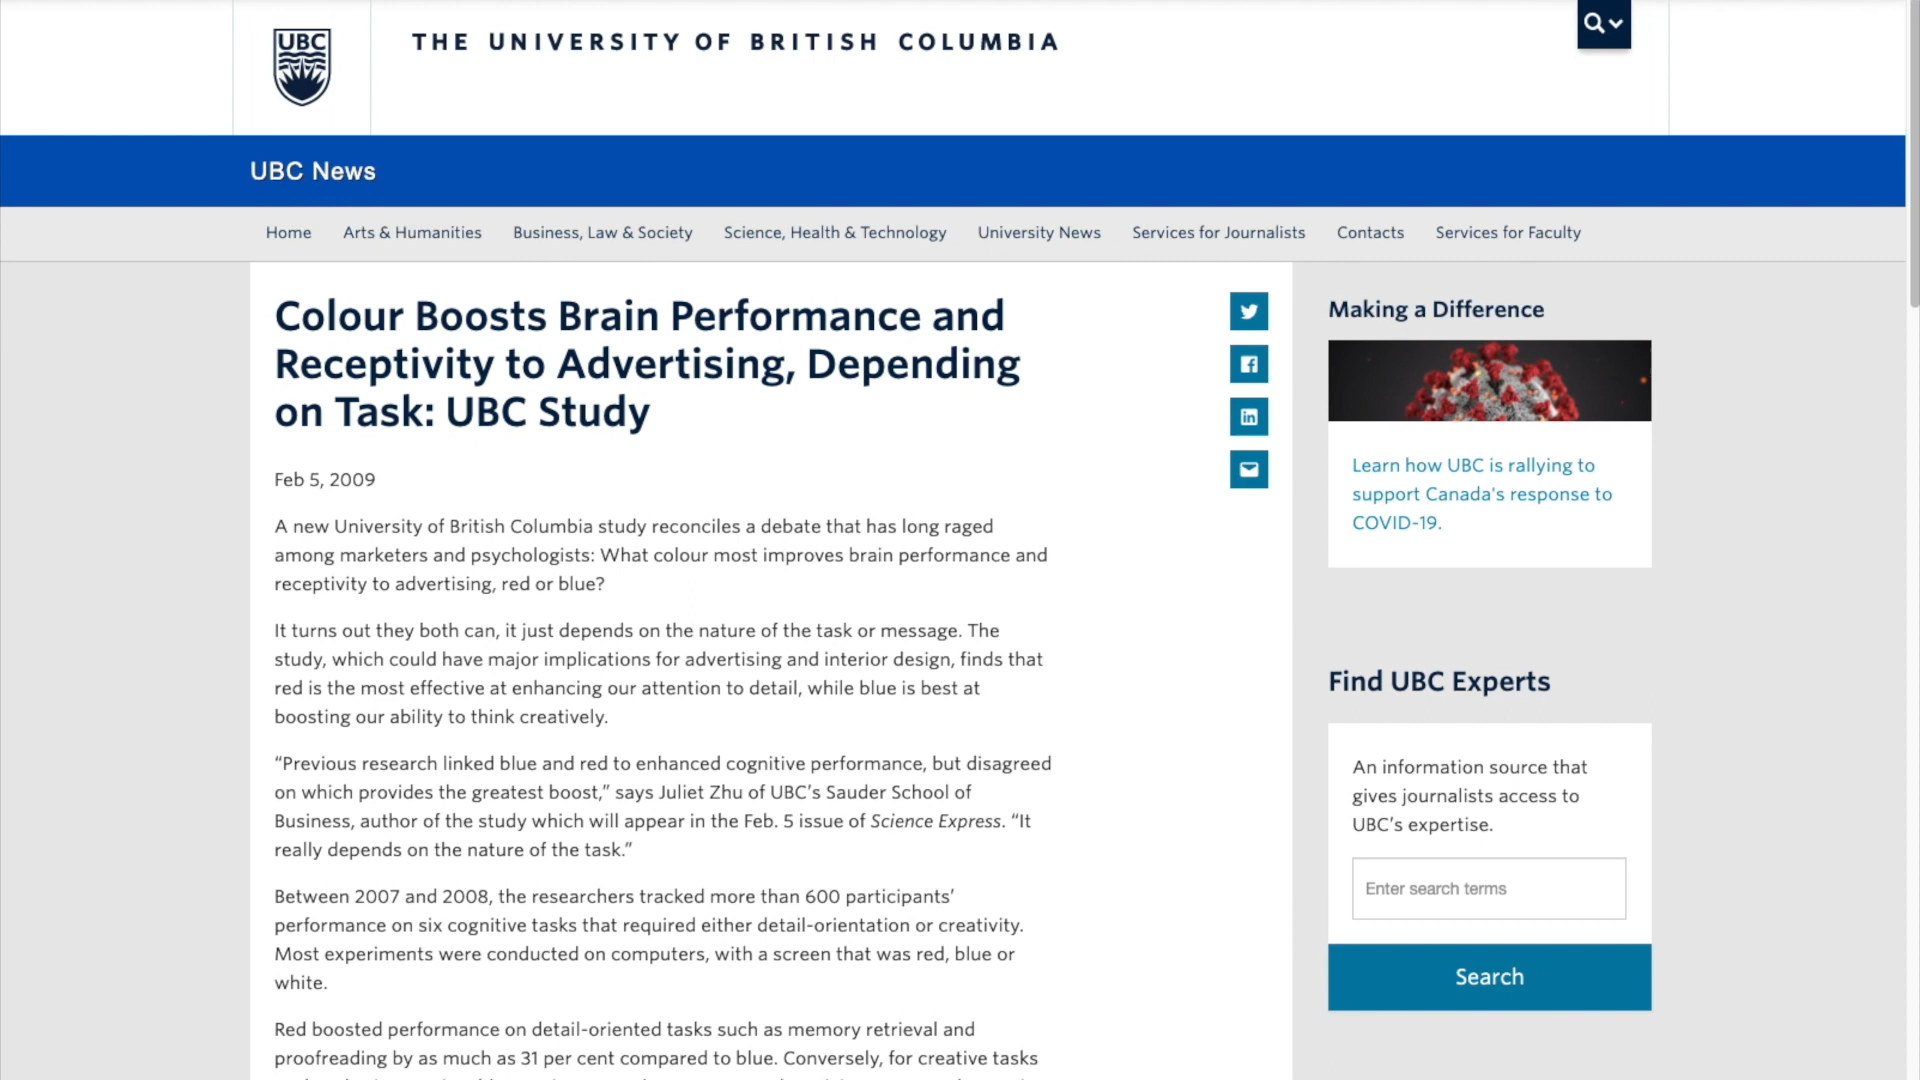 UBC
THE UNIVERSITY OF BRITISH COLUMBIA
UBC News
Home Arts & Humanities Business, Law & Society Science, Health & Technology University News Services for Journalists Contacts Services for Faculty
Colour Boosts Brain Performance and
Receptivity to Advertising, Depending
on Task: UBC Study
Feb 5, 2009
A new University of British Columbia study reconciles a debate that has long raged
among marketers and psychologists: What colour most improves brain performance and
receptivity to advertising, red or blue?
It turns out they both can, it just depends on the nature of the task or message. The
study, which could have major implications for advertising and interior design, finds that
red is the most effective at enhancing our attention to detail, while blue is best at
boosting our ability to think creatively.
“Previous research linked blue and red to enhanced cognitive performance, but disagreed
on which provides the greatest boost,” says Juliet Zhu of UBC’s Sauder School of
Business, author of the study which will appear in the Feb. 5 issue of Science Express. “It
really depends on the nature of the task.”
Between 2007 and 2008, the researchers tracked more than 600 participants’
performance on six cognitive tasks that required either detail-orientation or creativity.
Most experiments were conducted on computers, with a screen that was red, blue or
white.
Red boosted performance on detail-oriented tasks such as memory retrieval and
proofreading by as much as 31 per cent compared to blue. Conversely, for creative tasks
Making a Difference
Learn how UBC is rallying to
support Canada's response to
COVID-19.
Find UBC Experts
An information source that
gives journalists access to
UBC’s expertise.
Enter search terms
Search